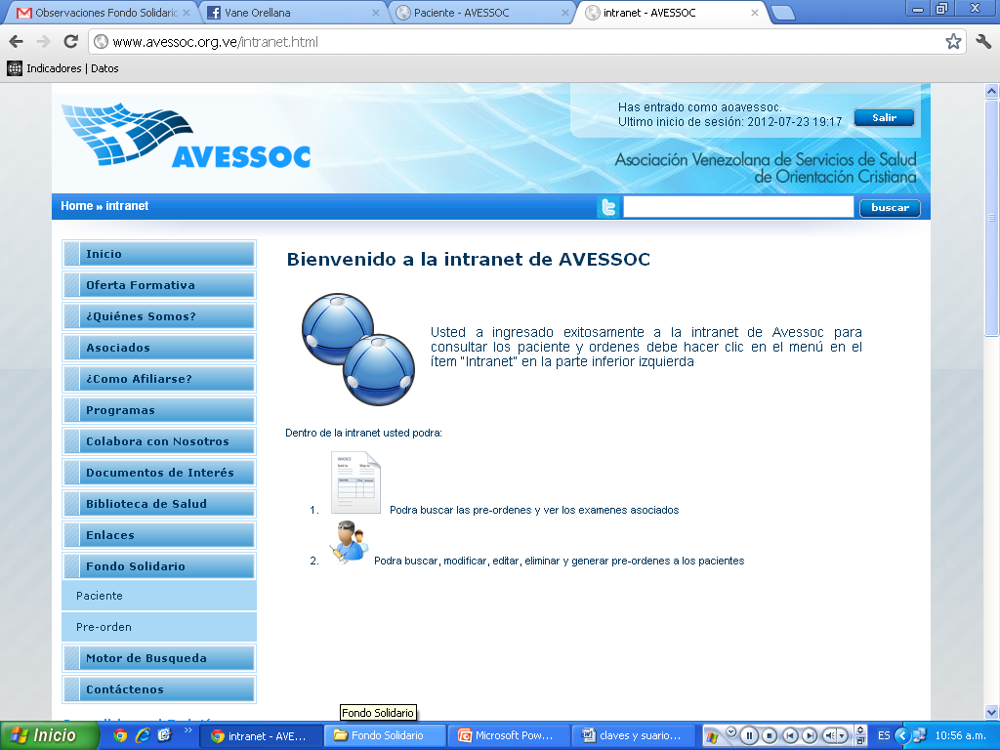 Observaciones Fondo Solidario
Vane Orellana
Paciente - AVESSOC
intranet - AVESSOC
www.avessoc.org.ve/intranet.html
Indicadores | Datos
AVESSOC
Has entrado como aoavessoc.
Ultimo inicio de sesión: 2012-07-23 19:17
Salir
Asociación Venezolana de Servicios de Salud
de Orientación Cristiana
Home » intranet
buscar
Inicio
Oferta Formativa
¿Quiénes Somos?
Asociados
¿Como Afiliarse?
Programas
Colabora con Nosotros
Documentos de Interés
Biblioteca de Salud
Enlaces
Fondo Solidario
Paciente
Pre-orden
Motor de Busqueda
Contáctenos
Bienvenido a la intranet de AVESSOC
Usted a ingresado exitosamente a la intranet de Avessoc para
consultar los paciente y ordenes debe hacer clic en el menú en el
ítem "Intranet" en la parte inferior izquierda
Dentro de la intranet usted podra:
INVOICE
1. Podra buscar las pre-ordenes y ver los examenes asociados
2. Podra buscar, modificar, editar, eliminar y generar pre-ordenes a los pacientes
Fondo Solidario
Inicio
intranet - AVE...
Fondo Solidario
Microsoft Pow...
claves y suario...
ES
10:56 a.m.